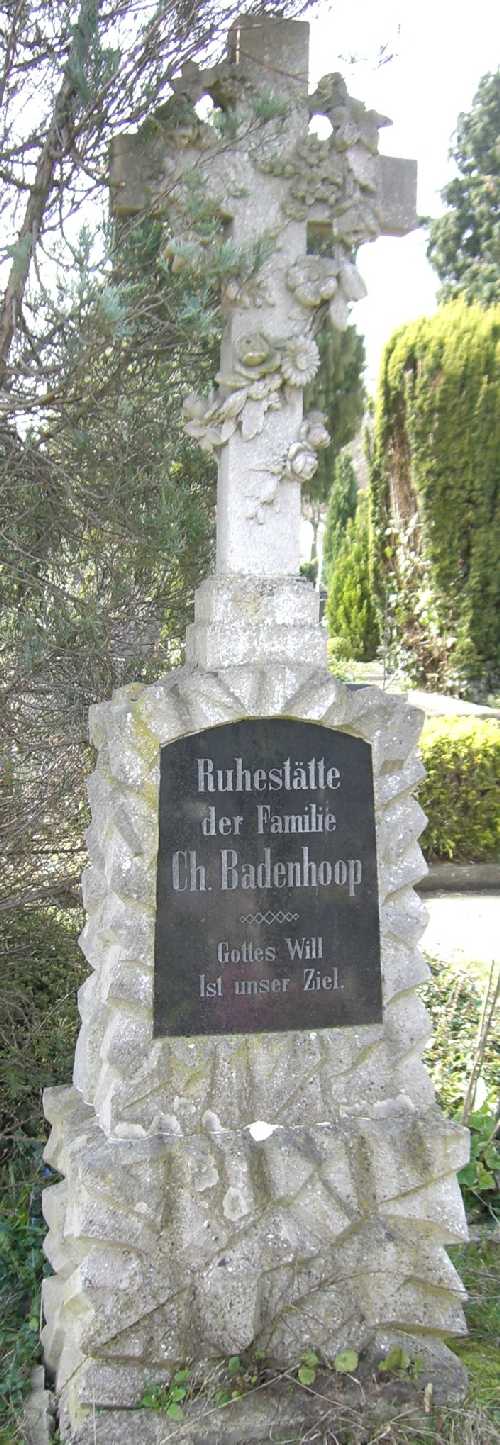 Ruhestätte
der Familie
Ch. Badenhoop
Gottes Will
Ist unser Ziel.